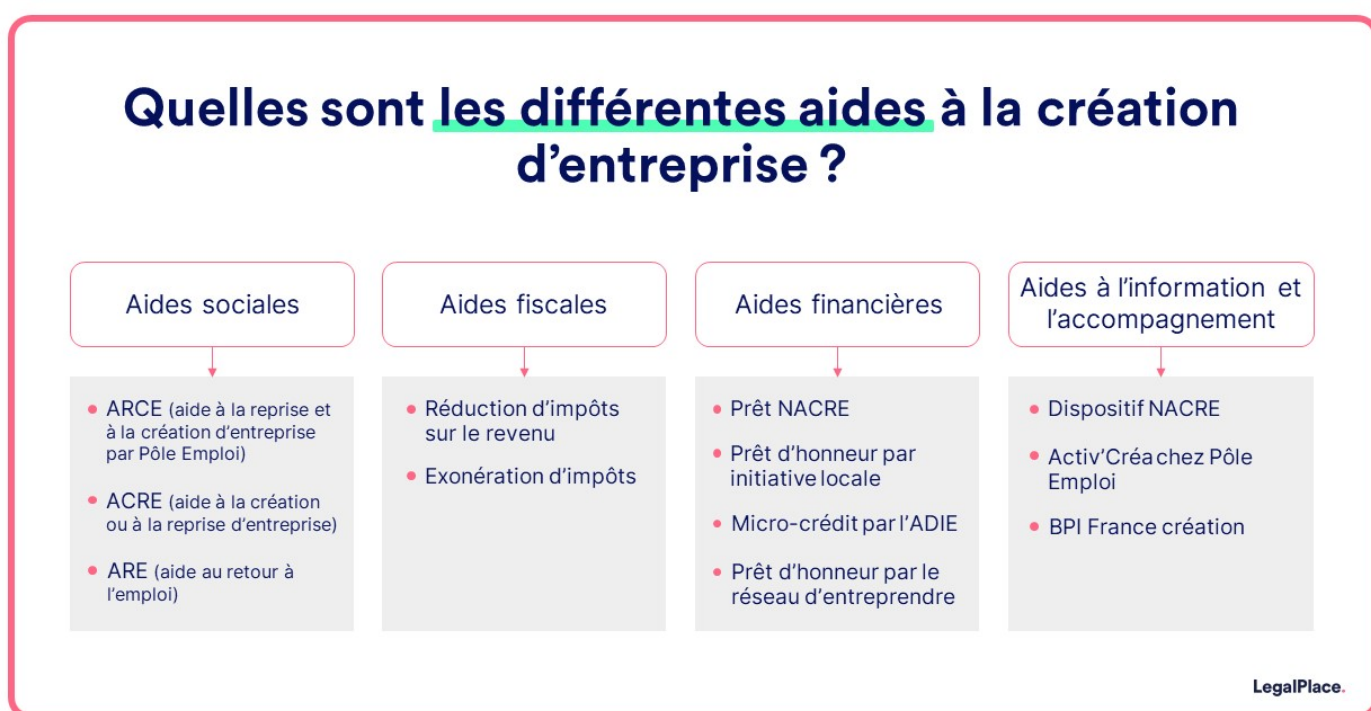 Quelles sont les différentes aides à la création
d’entreprise ?
Aides sociales
ARCE (aide à la reprise et
à la création d’entreprise
par Pôle Emploi)
ACRE (aide à la création
ou à la reprise d’entreprise)
ARE (aide au retour à
l’emploi)
Aides fiscales
Réduction d’impôts
sur le revenu
Exonération d’impôts
Aides financières
Prêt NACRE
Prêt d’honneur par
initiative locale
Micro-crédit par l’ADIE
Prêt d’honneur par le
réseau d’entreprendre
Aides à l’information et
l’accompagnement
Dispositif NACRE
Activ’Créa chez Pôle
Emploi
BPI France création
LegalPlace.